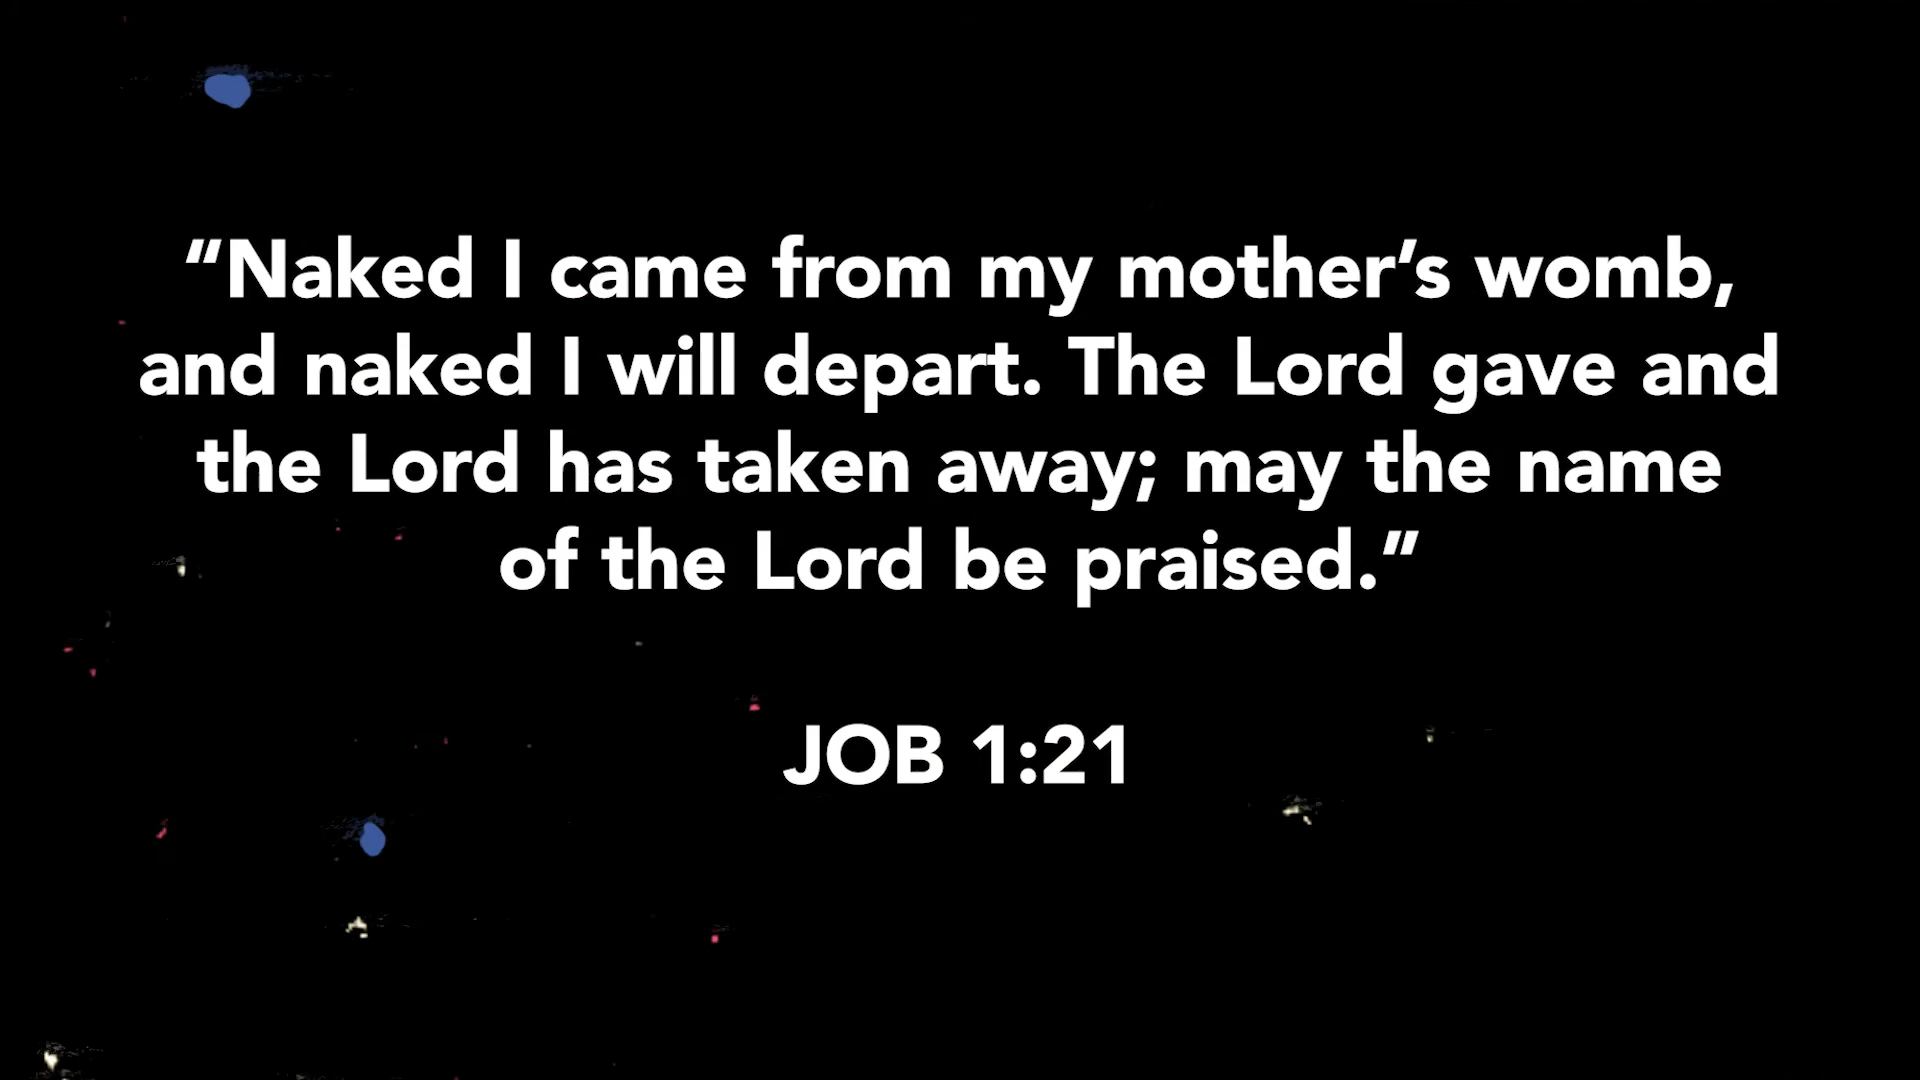 “Naked I came from my mother’s womb,
and naked I will depart. The Lord gave and
the Lord has taken away; may the name
of the Lord be praised.”
JOB 1:21